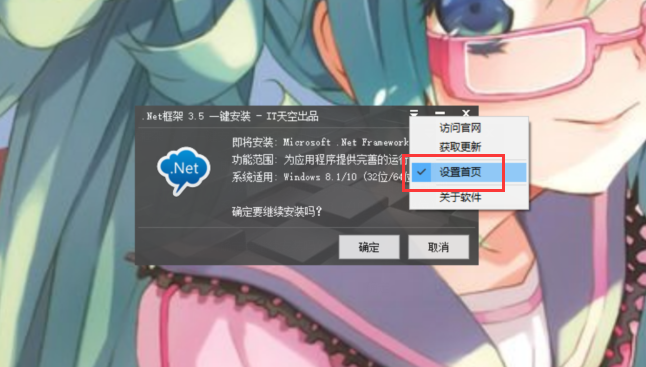 .Net框架 3.5 一键安装 - IT天空出品
访问官网
获取更新
设置首页
关于软件
.Net
即将安装: Microsoft .Net Framework
功能范围: 为应用程序提供完善的运行
系统适用: Windows 8.1/10 (32位/64位
确定要继续安装吗?
确定
取消